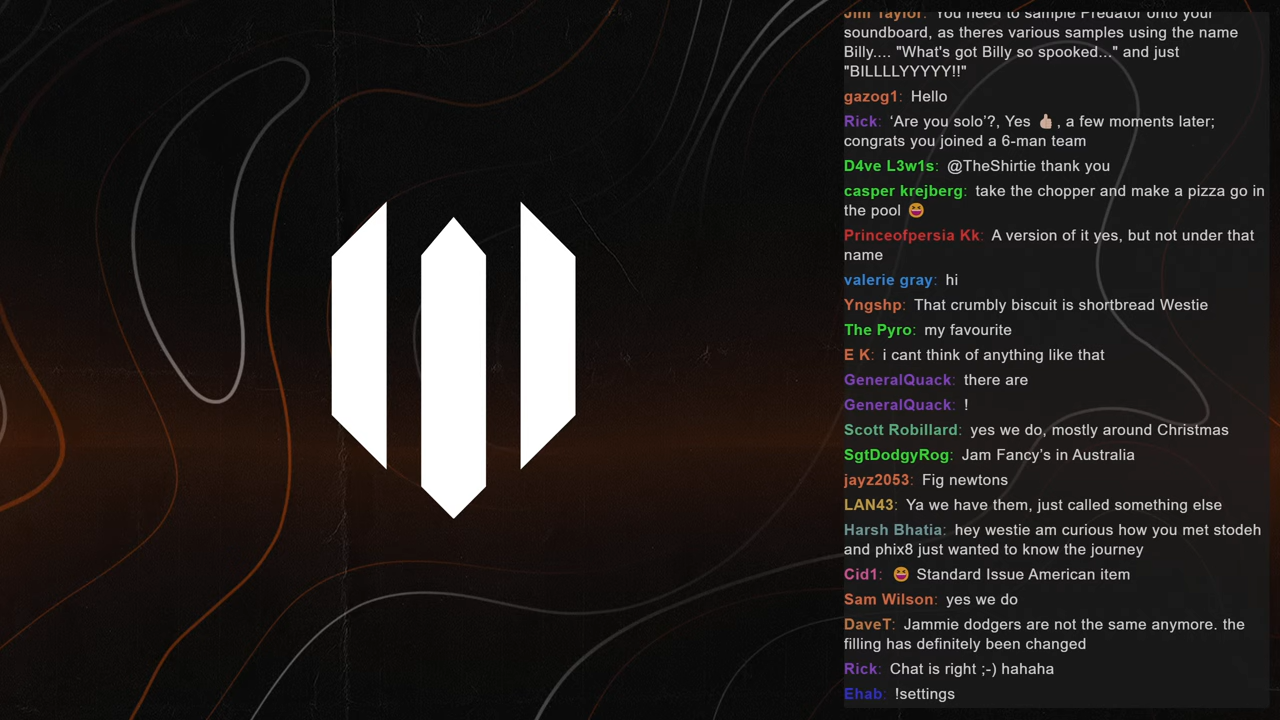 Jim Taylor: You need to sample Predator onto your
soundboard, as theres various samples using the name
Billy.... "What's got Billy so spooked..." and just
"BILLLLYYYYY!!"
gazog1: Hello
Rick: ‘Are you solo’?, Yes 👍🏼, a few moments later;
congrats you joined a 6-man team
D4ve L3w1s: @TheShirtie thank you
casper krejberg: take the chopper and make a pizza go in
the pool 😆
Princeofpersia Kk: A version of it yes, but not under that
name
valerie gray: hi
Yngshp: That crumbly biscuit is shortbread Westie
The Pyro: my favourite
E K: i cant think of anything like that
GeneralQuack: there are
GeneralQuack: !
Scott Robillard: yes we do, mostly around Christmas
SgtDodgyRog: Jam Fancy’s in Australia
jayz2053: Fig newtons
LAN43: Ya we have them, just called something else
Harsh Bhatia: hey westie am curious how you met stodeh
and phix8 just wanted to know the journey
Cid1: 😆 Standard Issue American item
Sam Wilson: yes we do
DaveT: Jammie dodgers are not the same anymore. the
filling has definitely been changed
Rick: Chat is right ;-) hahaha
Ehab: !settings